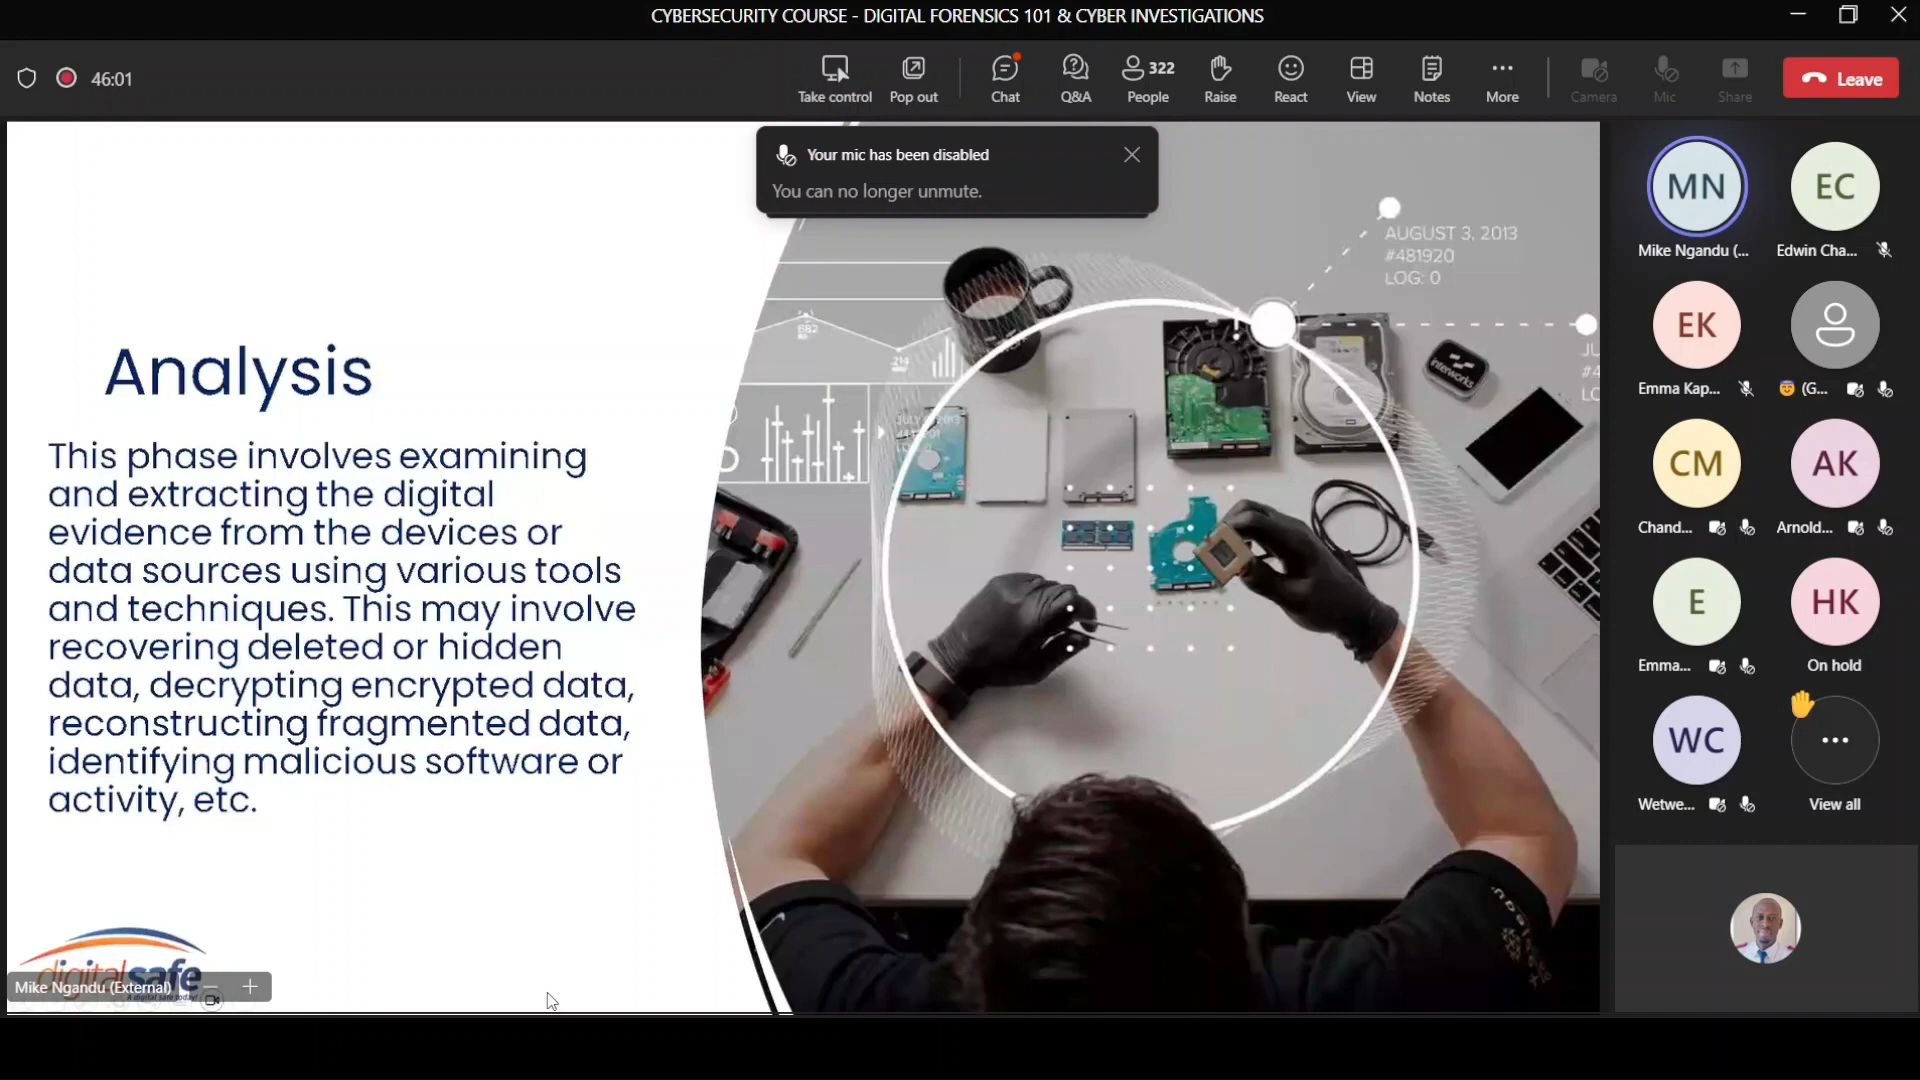 CYBERSECURITY COURSE - DIGITAL FORENSICS 101 & CYBER INVESTIGATIONS
46:01
Take control
Pop out
Chat
Q&A
322
People
Raise
React
View
Notes
More
Camera
Mic
Share
Leave
Your mic has been disabled
You can no longer unmute.
Analysis
This phase involves examining
and extracting the digital
evidence from the devices or
data sources using various tools
and techniques. This may involve
recovering deleted or hidden
data, decrypting encrypted data,
reconstructing fragmented data,
identifying malicious software or
activity, etc.
AUGUST 3, 2013
#481920
LOG: 0
682
214
interworks
digitalsafe
Mike Ngandu (External)
MN
Mike Ngandu (...
EC
Edwin Cha...
EK
Emma Kap...
(G...
CM
Chand...
AK
Arnold...
E
Emma...
HK
On hold
WC
Wetwe...
View all